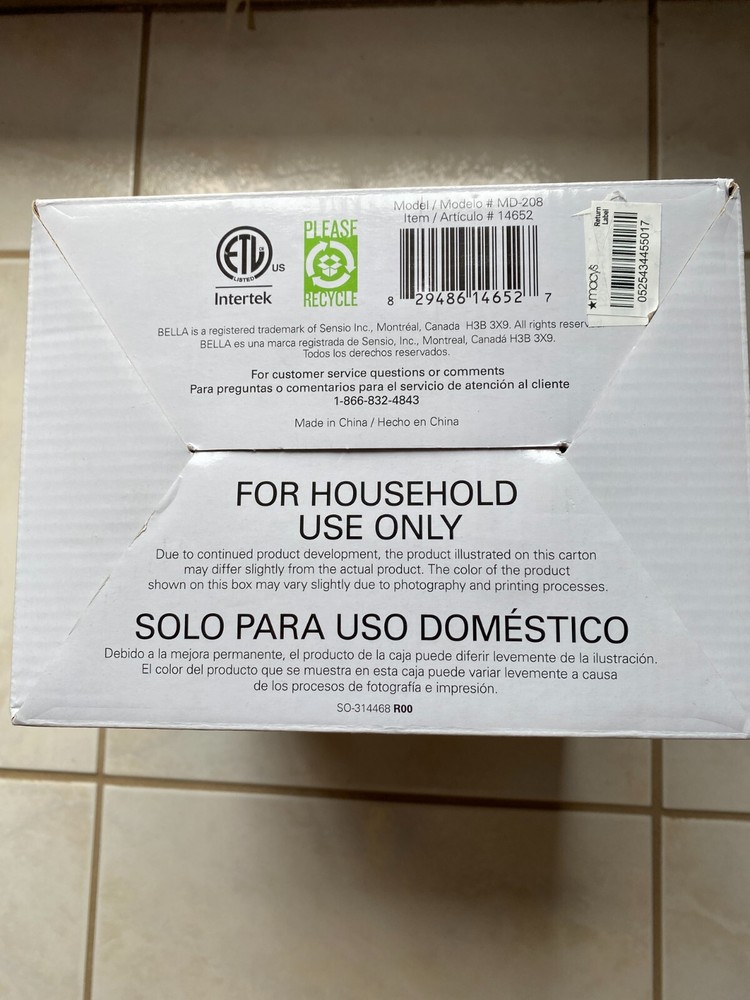 Model / Modelo # MD-208
Item / Artículo # 14652
ETL
CM
LISTED
US
Intertek
PLEASE
RECYCLE
8 29486 14652 7
★macy's
Return
Label
0525434455017
BELLA is a registered trademark of Sensio Inc., Montréal, Canada H3B 3X9. All rights
BELLA es una marca registrada de Sensio, Inc., Montreal, Canadá H3B 3X9.
Todos los derechos reservados.
For customer service questions or comments
Para preguntas o comentarios para el servicio de atención al cliente
1-866-832-4843
Made in China / Hecho en China
FOR HOUSEHOLD
USE ONLY
Due to continued product development, the product illustrated on this carton
may differ slightly from the actual product. The color of the product
shown on this box may vary slightly due to photography and printing processes.
SOLO PARA USO DOMÉSTICO
Debido a la mejora permanente, el producto de la caja puede diferir levemente de la ilustración.
El color del producto que se muestra en esta caja puede variar levemente a causa
de los procesos de fotografía e impresión.
SO-314468 R00